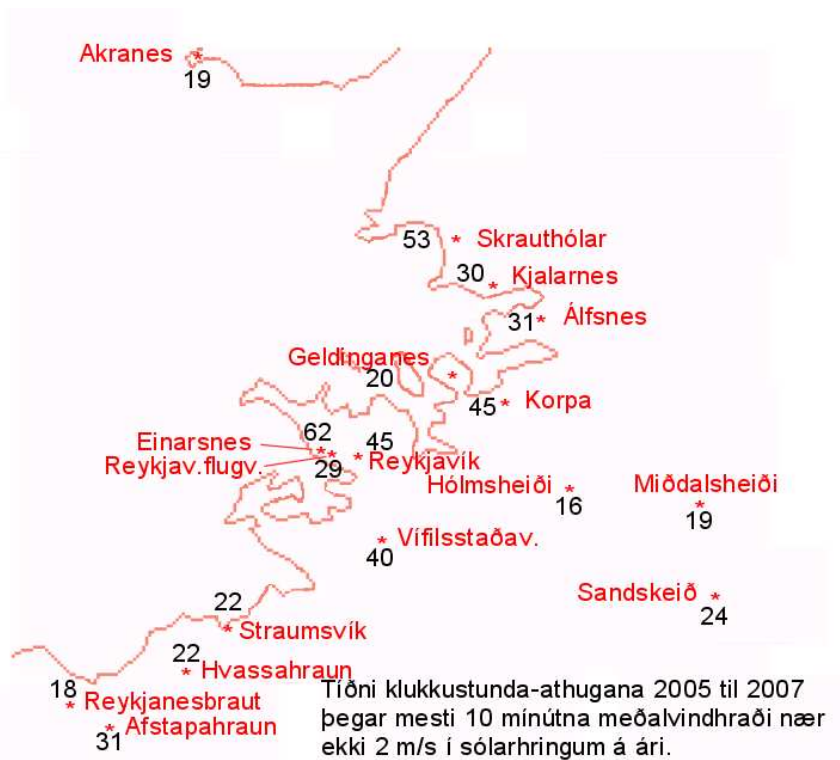 Akranes
19
53
Skrauthólar
30
Kjalarnes
31
Álfsnes
Geldinganes
20
45
Korpa
62
45
Einarsnes
Reykjav.flugv.
29
Reykjavík
Hólmsheiði
16
Miðdalsheiði
19
40
Vífilsstaðav.
Sandskeið
24
22
Straumsvík
22
Hvassahraun
18
Reykjanesbraut
31
Afstapahraun
Tíðni klukkustunda-athugana 2005 til 2007
þegar mesti 10 mínútna meðalvindhraði nær
ekki 2 m/s í sólarhringum á ári.